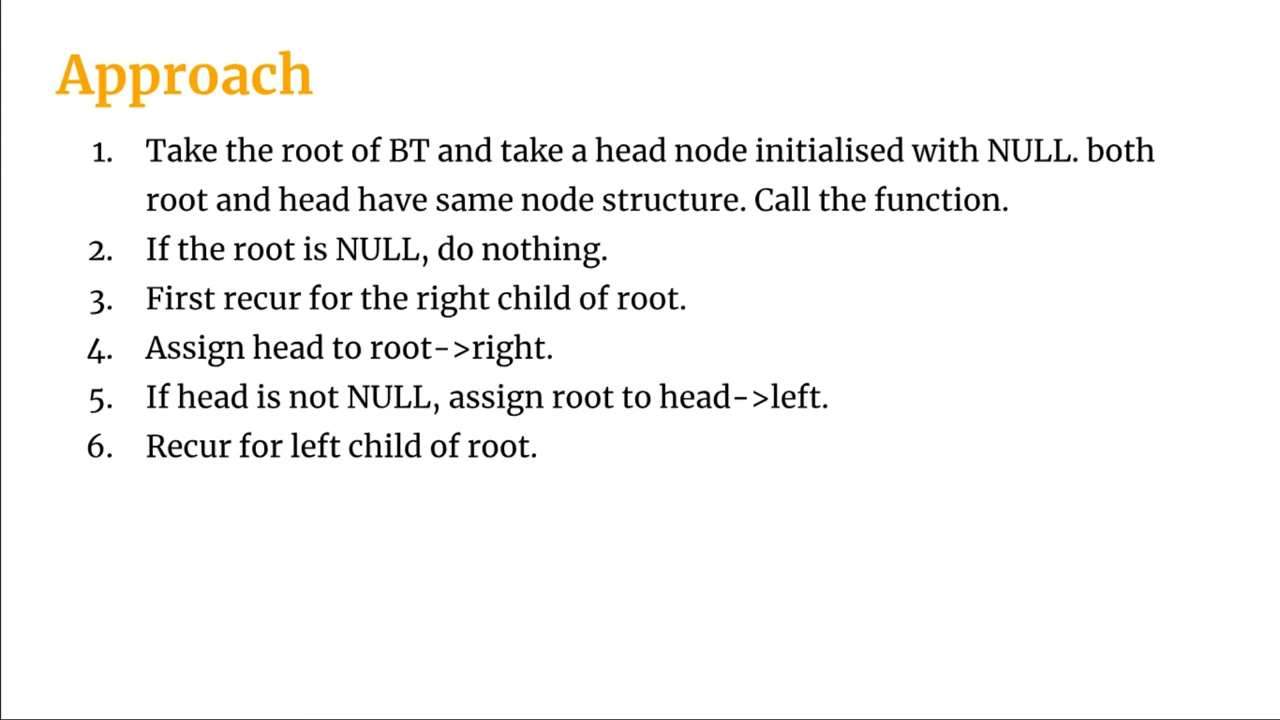 Approach
1. Take the root of BT and take a head node initialised with NULL. both
root and head have same node structure. Call the function.
2. If the root is NULL, do nothing.
3. First recur for the right child of root.
4. Assign head to root->right.
5. If head is not NULL, assign root to head->left.
6. Recur for left child of root.